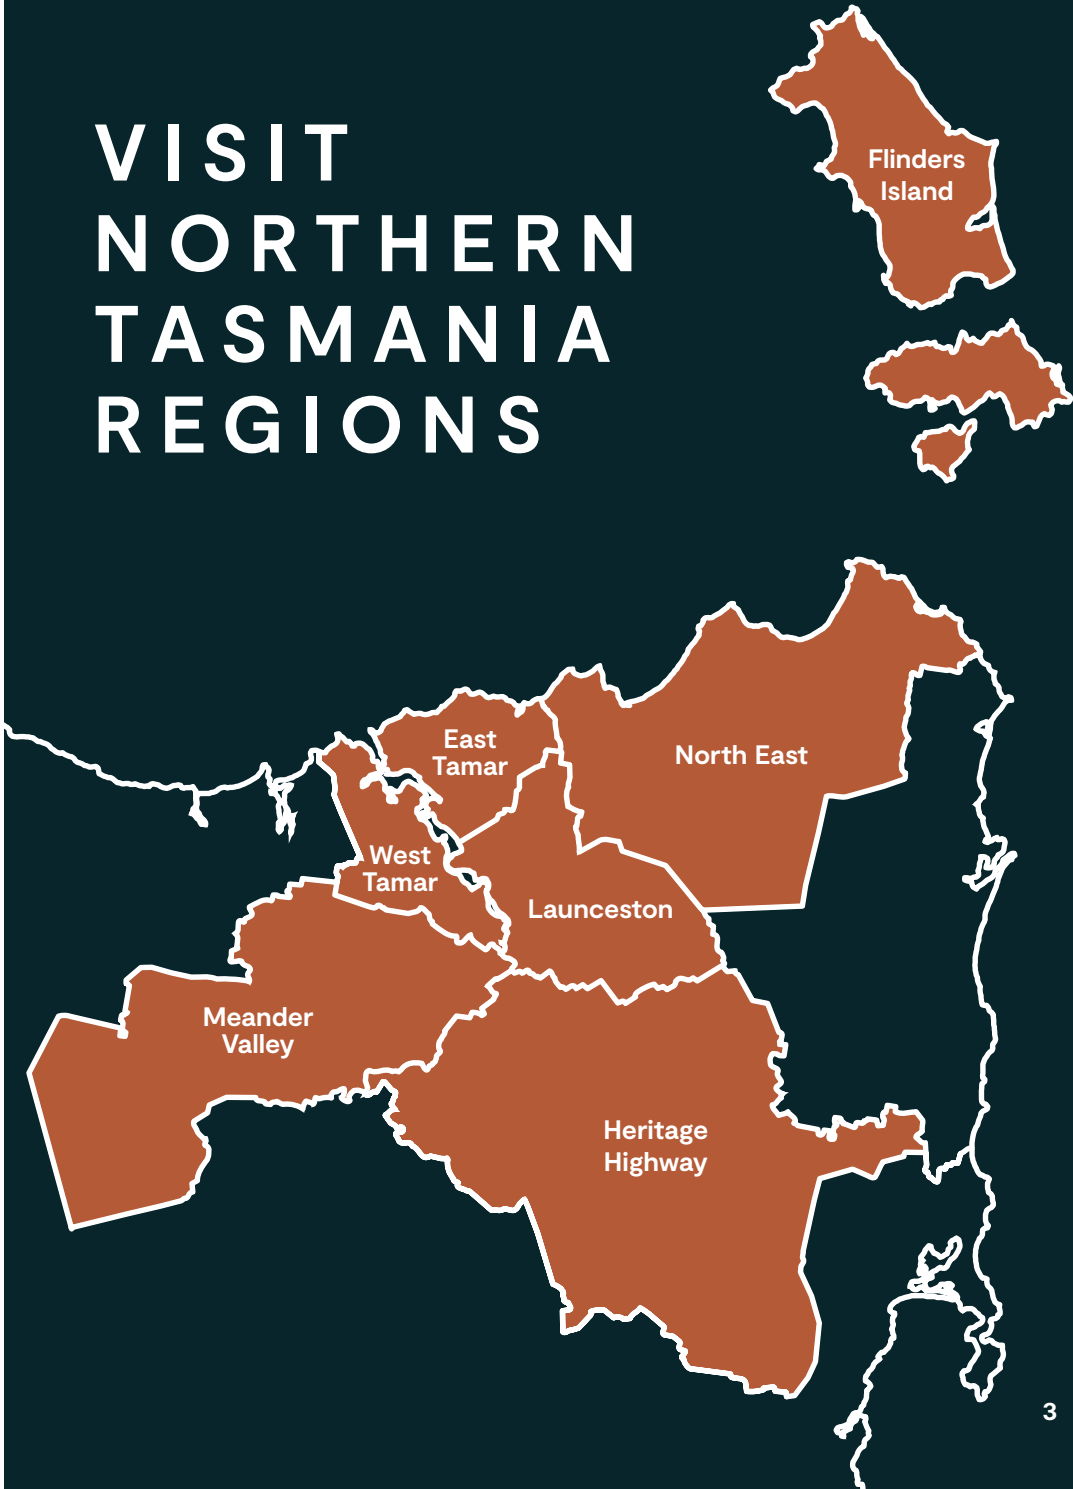 VISIT
NORTHERN
TASMANIA
REGIONS
Flinders
Island
East
Tamar
North East
West
Tamar
Launceston
Meander
Valley
Heritage
Highway
3